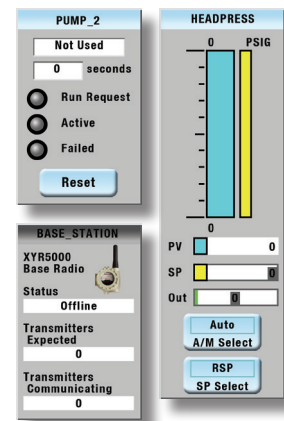 PUMP_2
Not Used
0 seconds
Run Request
Active
Failed
Reset
BASE_STATION
XYR5000
Base Radio
Status
Offline
Transmitters
Expected
0
Transmitters
Communicating
0
HEADPRESS
0 PSIG
0
PV 0
SP 0
Out 0
Auto
A/M Select
RSP
SP Select